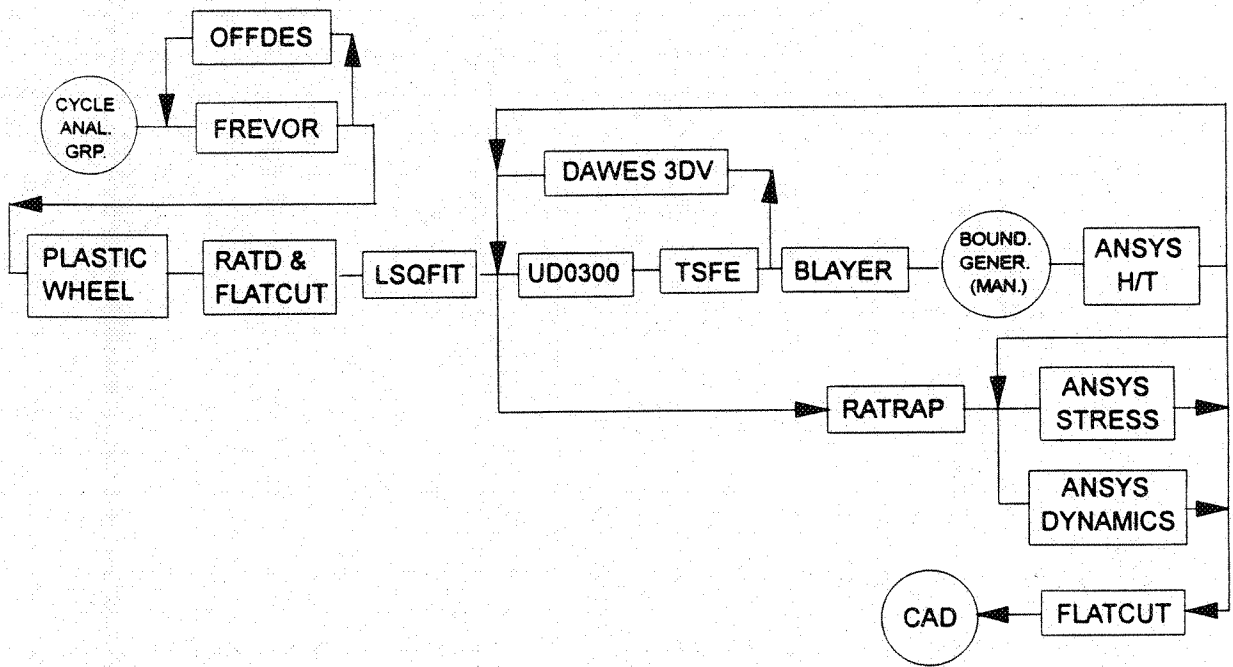 OFFDES
CYCLE
ANAL.
GRP.
FREVOR
DAWES 3DV
PLASTIC
WHEEL
RATD &
FLATCUT
LSQFIT
UD0300
TSFE
BLAYER
BOUND.
GENER.
(MAN.)
ANSYS
H/T
RATRAP
ANSYS
STRESS
ANSYS
DYNAMICS
CAD
FLATCUT